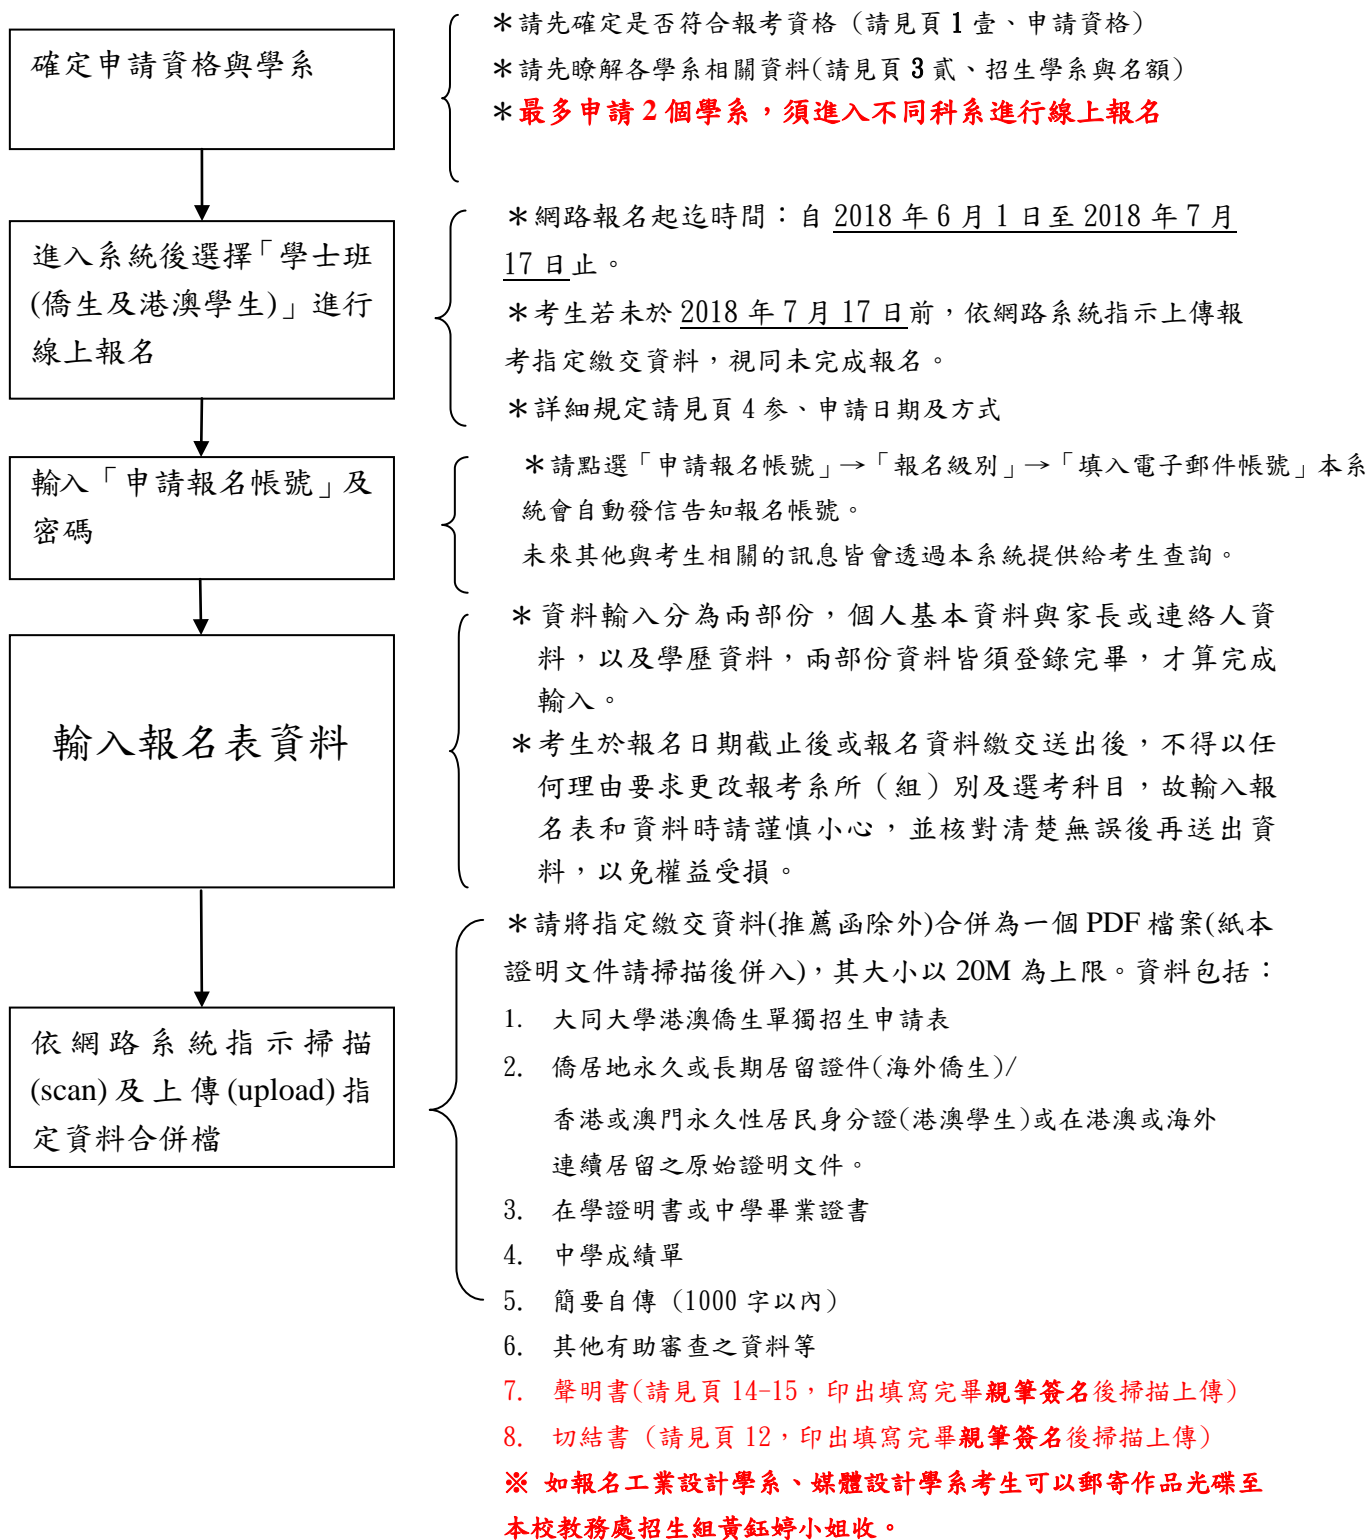 確定申請資格與學系
＊請先確定是否符合報考資格 (請見頁 1 壹、申請資格)
＊請先瞭解各學系相關資料(請見頁 3 貳、招生學系與名額)
＊最多申請 2 個學系，須進入不同科系進行線上報名
進入系統後選擇「學士班
(僑生及港澳學生)」進行
線上報名
＊網路報名起迄時間：自 2018 年 6 月 1 日至 2018 年 7 月
17 日止。
＊考生若未於 2018 年 7 月 17 日前，依網路系統指示上傳報
考指定繳交資料，視同未完成報名。
＊詳細規定請見頁 4 参、申請日期及方式
輸入「申請報名帳號」及
密碼
＊請點選「申請報名帳號」→「報名級別」→「填入電子郵件帳號」本系
統會自動發信告知報名帳號。
未來其他與考生相關的訊息皆會透過本系統提供給考生查詢。
輸入報名表資料
＊資料輸入分為兩部份，個人基本資料與家長或連絡人資
料，以及學歷資料，兩部份資料皆須登錄完畢，才算完成
輸入。
＊考生於報名日期截止後或報名資料繳交送出後，不得以任
何理由要求更改報考系所（組）別及選考科目，故輸入報
名表和資料時請謹慎小心，並核對清楚無誤後再送出資
料，以免權益受損。
依網路系統指示掃描
(scan)及上傳(upload)指
定資料合併檔
＊請將指定繳交資料(推薦函除外)合併為一個 PDF 檔案(紙本
證明文件請掃描後併入)，其大小以 20M 為上限。資料包括：
1. 大同大學港澳僑生單獨招生申請表
2. 僑居地永久或長期居留證件(海外僑生)/
香港或澳門永久性居民身分證(港澳學生)或在港澳或海外
連續居留之原始證明文件。
3. 在學證明書或中學畢業證書
4. 中學成績單
5. 簡要自傳 (1000 字以內)
6. 其他有助審查之資料等
7. 聲明書(請見頁 14-15，印出填寫完畢親筆簽名後掃描上傳)
8. 切結書 (請見頁 12，印出填寫完畢親筆簽名後掃描上傳)
※ 如報名工業設計學系、媒體設計學系考生可以郵寄作品光碟至
本校教務處招生組黃鈺婷小姐收。